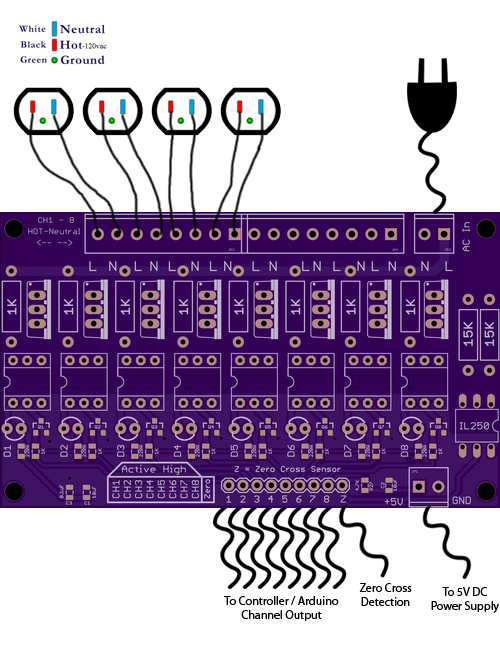 White Neutral
Black Hot-120vac
Green Ground
CH1 - 8
HOT-Neutral
<-- -->
AC In
L N L N L N L N L N L N L N L N N L
1K 1K 1K 1K 1K 1K 1K 1K 15K 15K
IL250
D1 D2 D3 D4 D5 D6 D7 D8
Active High
CH1 CH2 CH3 CH4 CH5 CH6 CH7 CH8 Zero
Z = Zero Cross Sensor
1 2 3 4 5 6 7 8 Z
+5V GND
To Controller / Arduino
Channel Output
Zero Cross
Detection
To 5V DC
Power Supply